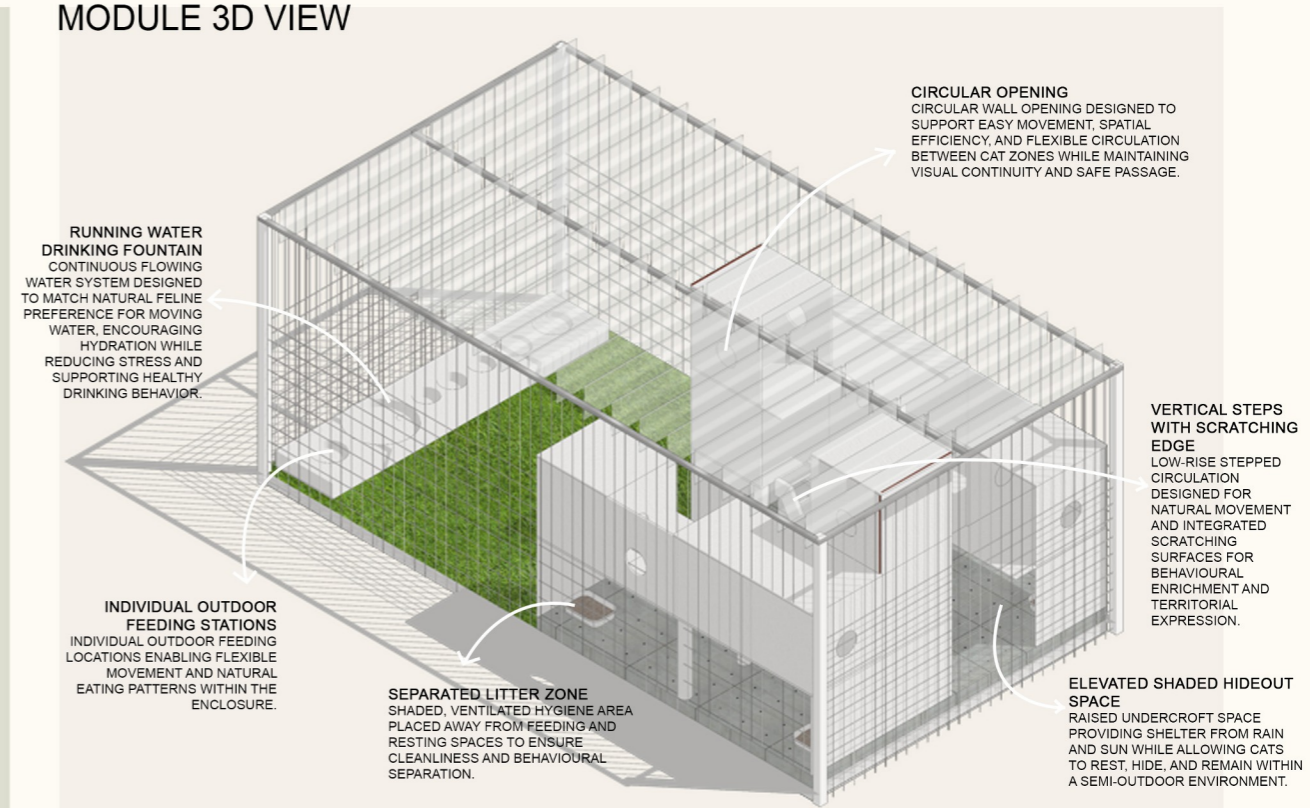 MODULE 3D VIEW
CIRCULAR OPENING
CIRCULAR WALL OPENING DESIGNED TO
SUPPORT EASY MOVEMENT, SPATIAL
EFFICIENCY, AND FLEXIBLE CIRCULATION
BETWEEN CAT ZONES WHILE MAINTAINING
VISUAL CONTINUITY AND SAFE PASSAGE.
RUNNING WATER
DRINKING FOUNTAIN
CONTINUOUS FLOWING
WATER SYSTEM DESIGNED
TO MATCH NATURAL FELINE
PREFERENCE FOR MOVING
WATER, ENCOURAGING
HYDRATION WHILE
REDUCING STRESS AND
SUPPORTING HEALTHY
DRINKING BEHAVIOR.
VERTICAL STEPS
WITH SCRATCHING
EDGE
LOW-RISE STEPPED
CIRCULATION
DESIGNED FOR
NATURAL MOVEMENT
AND INTEGRATED
SCRATCHING
SURFACES FOR
BEHAVIOURAL
ENRICHMENT AND
TERRITORIAL
EXPRESSION.
INDIVIDUAL OUTDOOR
FEEDING STATIONS
INDIVIDUAL OUTDOOR FEEDING
LOCATIONS ENABLING FLEXIBLE
MOVEMENT AND NATURAL
EATING PATTERNS WITHIN THE
ENCLOSURE.
SEPARATED LITTER ZONE
SHADED, VENTILATED HYGIENE AREA
PLACED AWAY FROM FEEDING AND
RESTING SPACES TO ENSURE
CLEANLINESS AND BEHAVIOURAL
SEPARATION.
ELEVATED SHADED HIDEOUT
SPACE
RAISED UNDERCROFT SPACE
PROVIDING SHELTER FROM RAIN
AND SUN WHILE ALLOWING CATS
TO REST, HIDE, AND REMAIN WITHIN
A SEMI-OUTDOOR ENVIRONMENT.